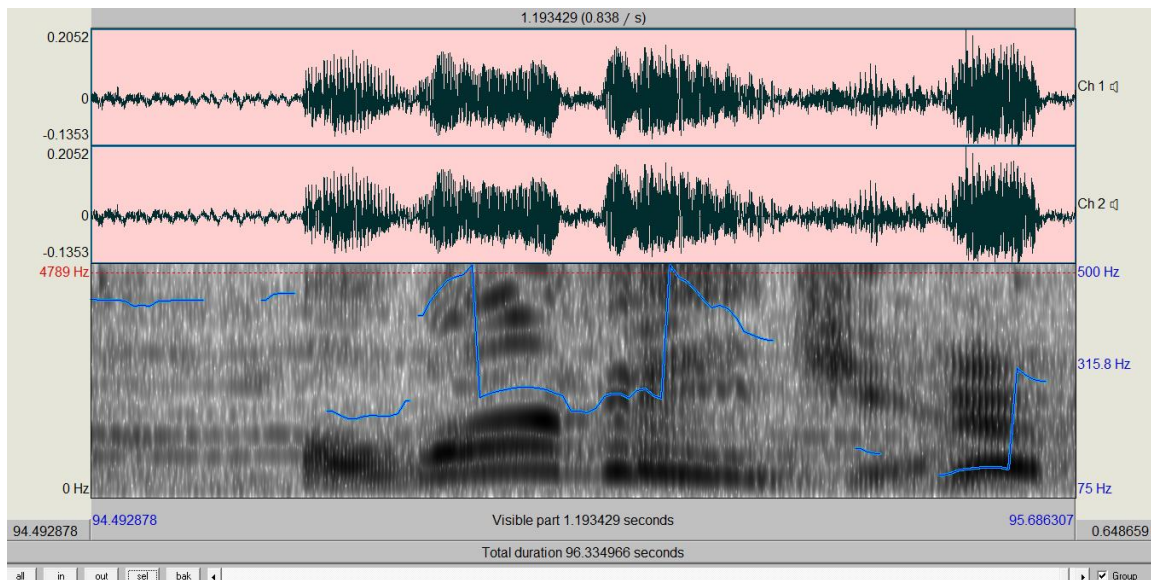 1.193429 (0.838 / s)
0.2052
0
-0.1353
Ch 1
0.2052
0
-0.1353
Ch 2
4789 Hz
500 Hz
315.8 Hz
0 Hz
75 Hz
94.492878
94.492878
Visible part 1.193429 seconds
95.686307
0.648659
Total duration 96.334966 seconds
all in out sel bak Group